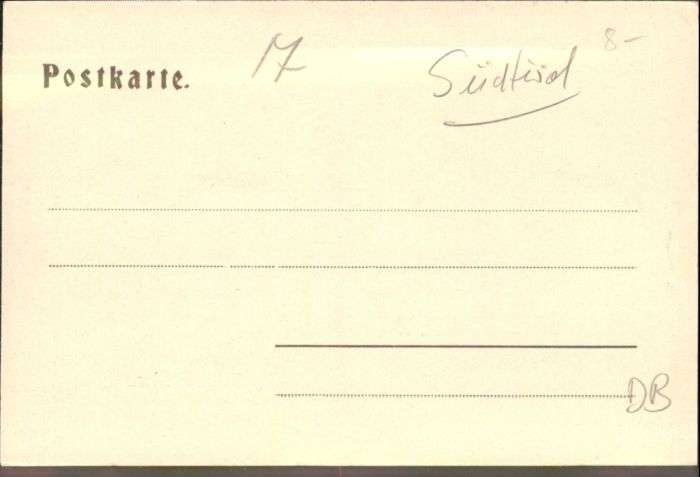 8-
17
Südtirol
Postkarte.
DB